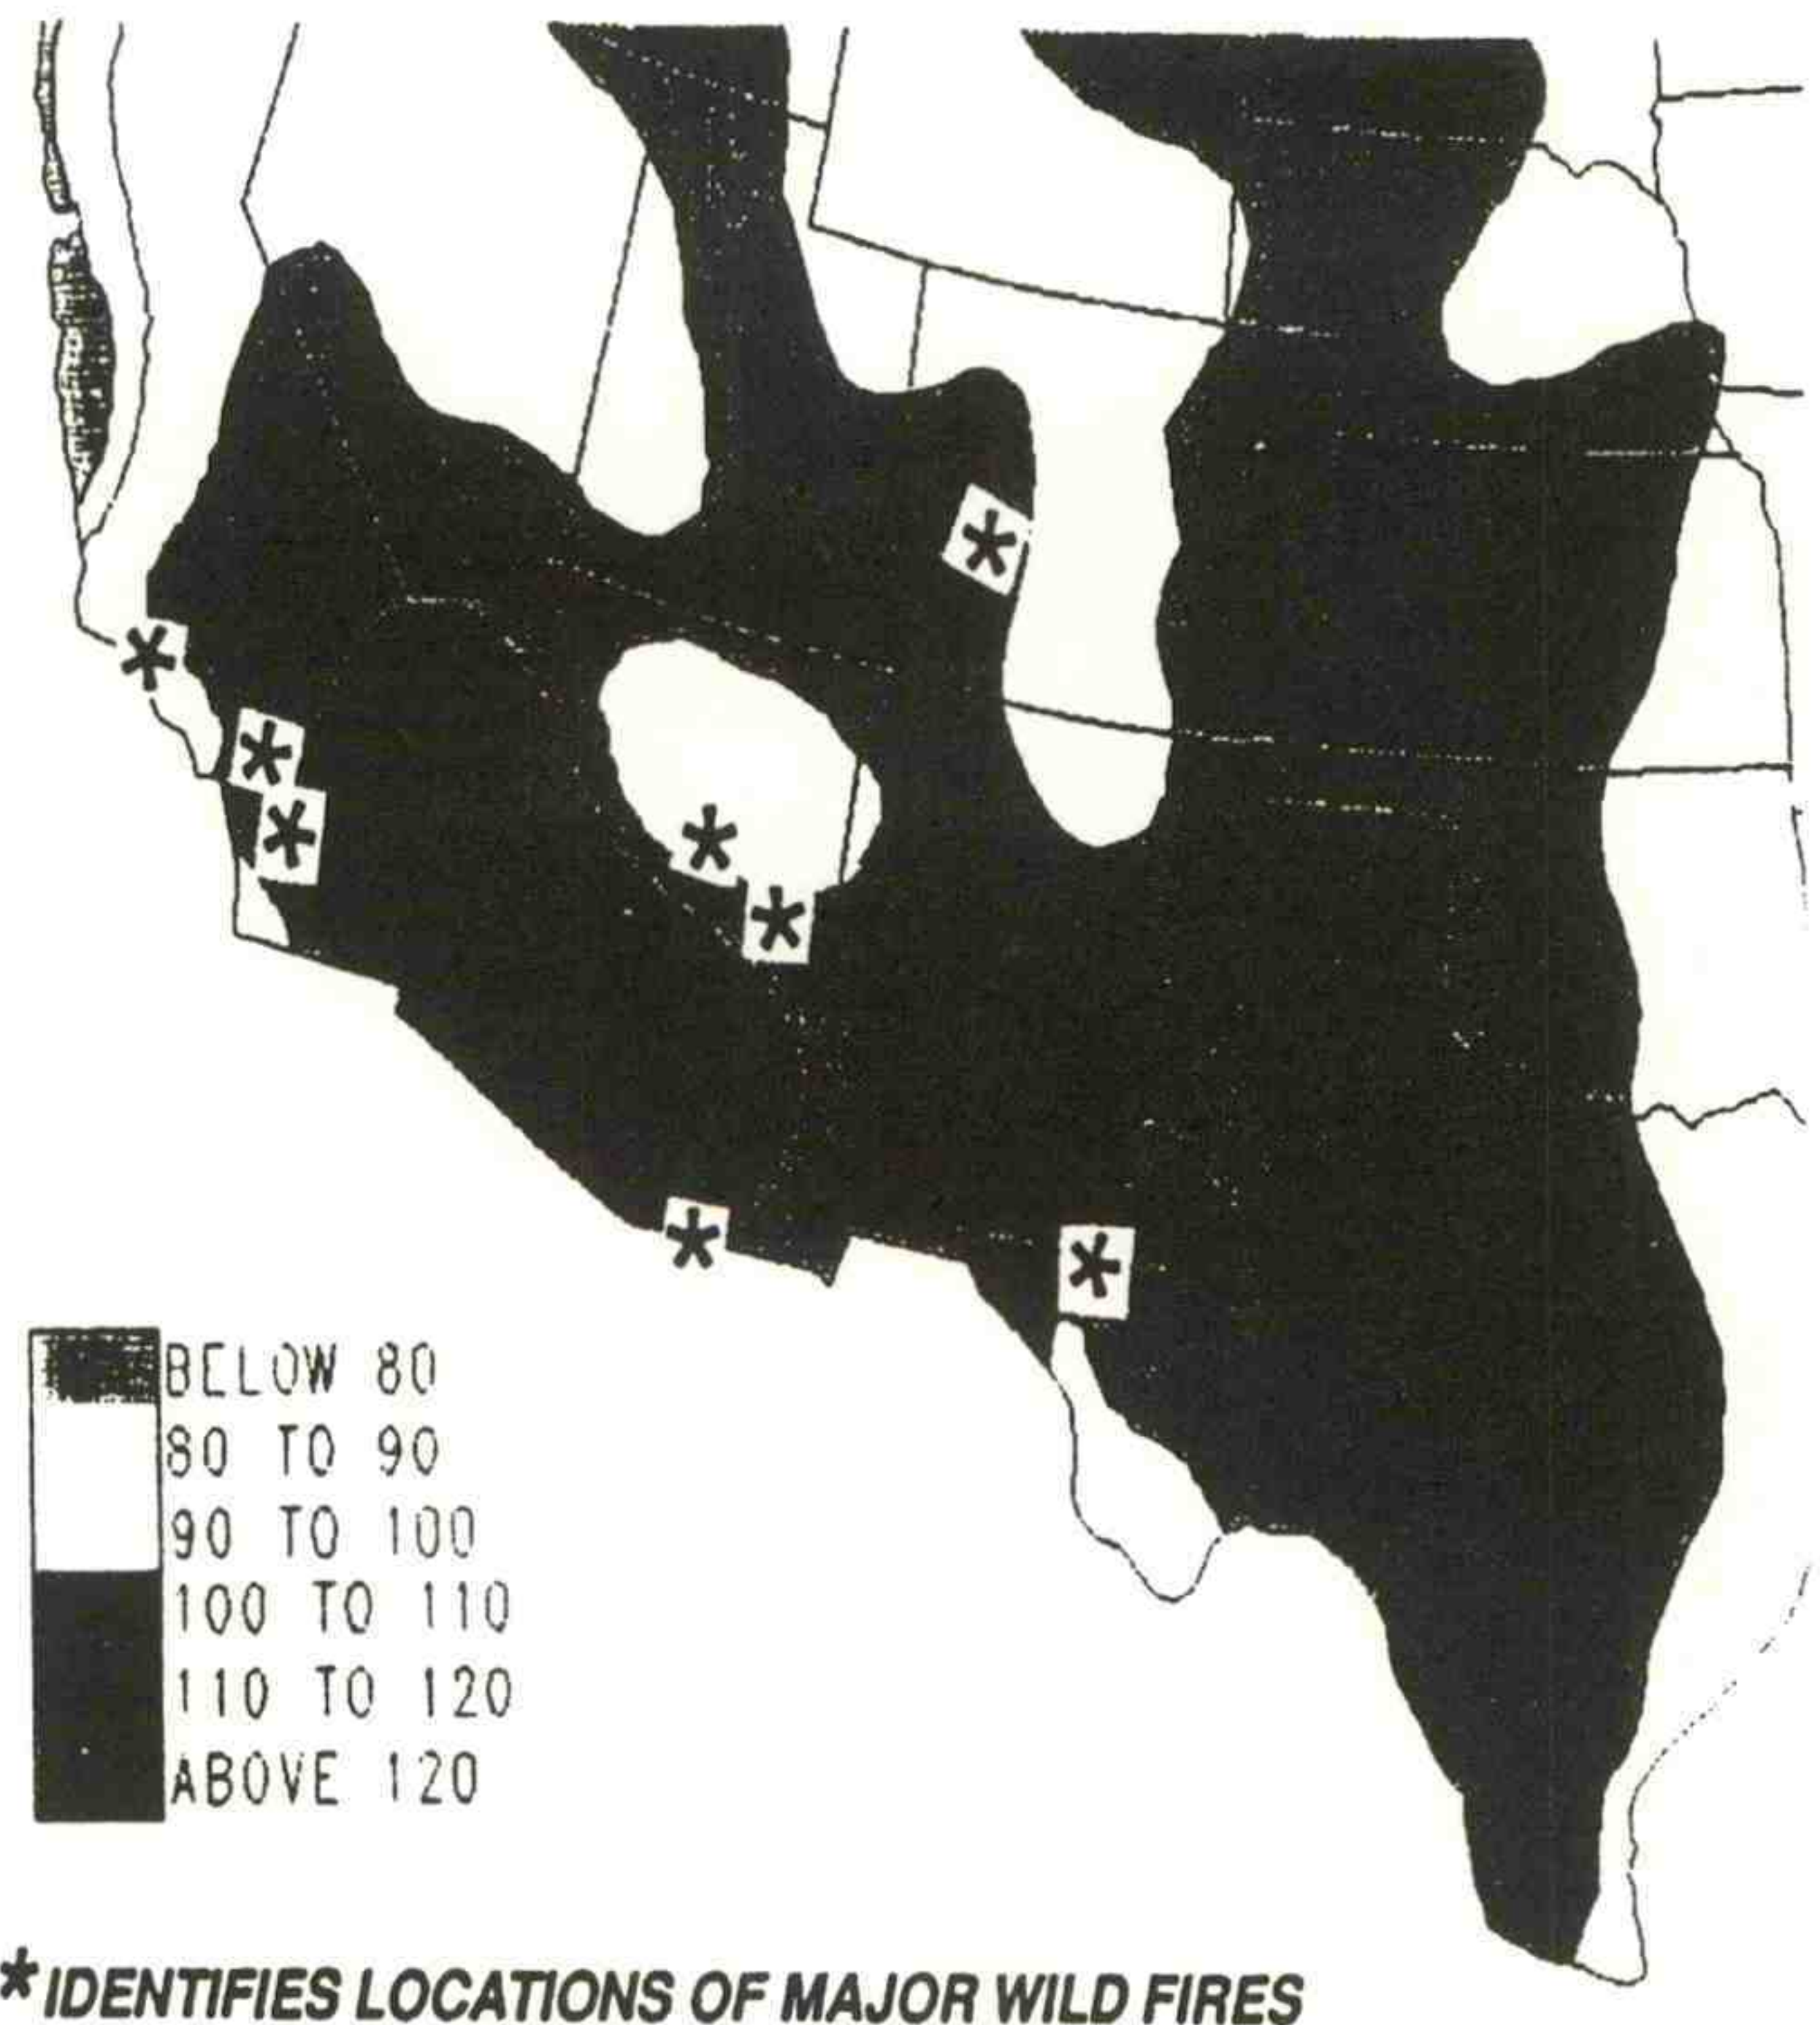 BELOW 80
80 TO 90
90 TO 100
100 TO 110
110 TO 120
ABOVE 120
* IDENTIFIES LOCATIONS OF MAJOR WILD FIRES